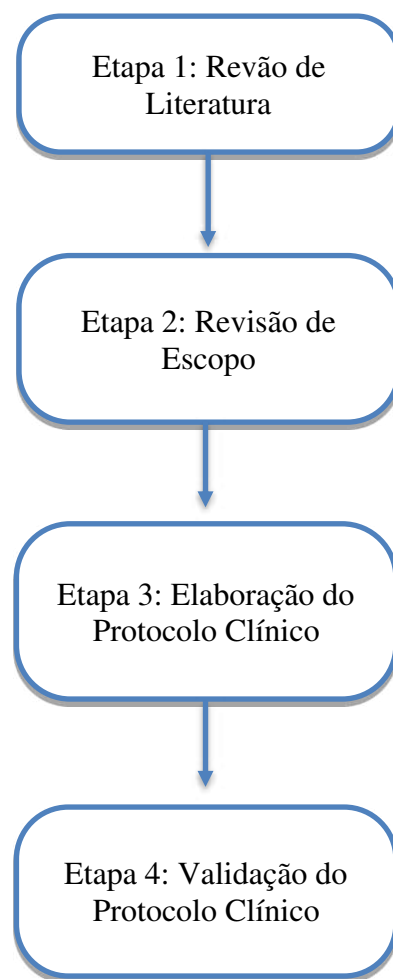 Etapa 1: Revão de
Literatura
Etapa 2: Revisão de
Escopo
Etapa 3: Elaboração do
Protocolo Clínico
Etapa 4: Validação do
Protocolo Clínico